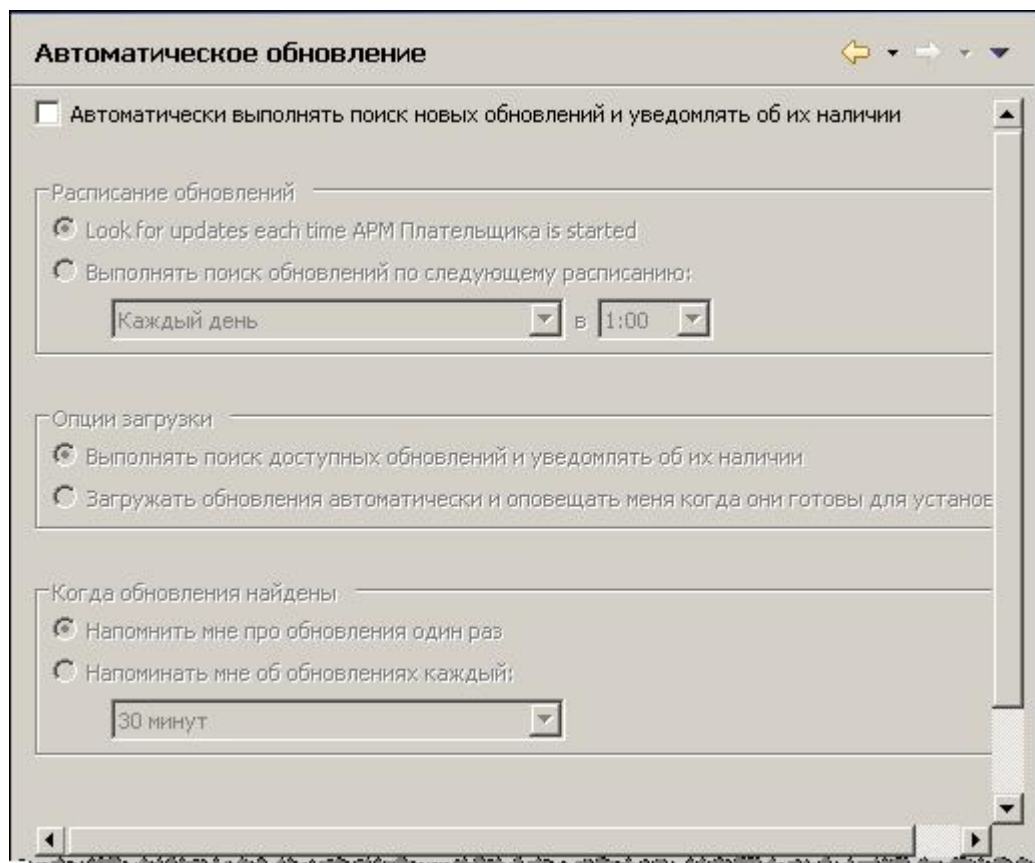 Автоматическое обновление
Автоматически выполнять поиск новых обновлений и уведомлять об их наличии
Расписание обновлений
Look for updates each time АРМ Плательщика is started
Выполнять поиск обновлений по следующему расписанию:
Каждый день в 1:00
Опции загрузки
Выполнять поиск доступных обновлений и уведомлять об их наличии
Загружать обновления автоматически и оповещать меня когда они готовы для установ
Когда обновления найдены
Напомнить мне про обновления один раз
Напоминать мне об обновлениях каждый:
30 минут